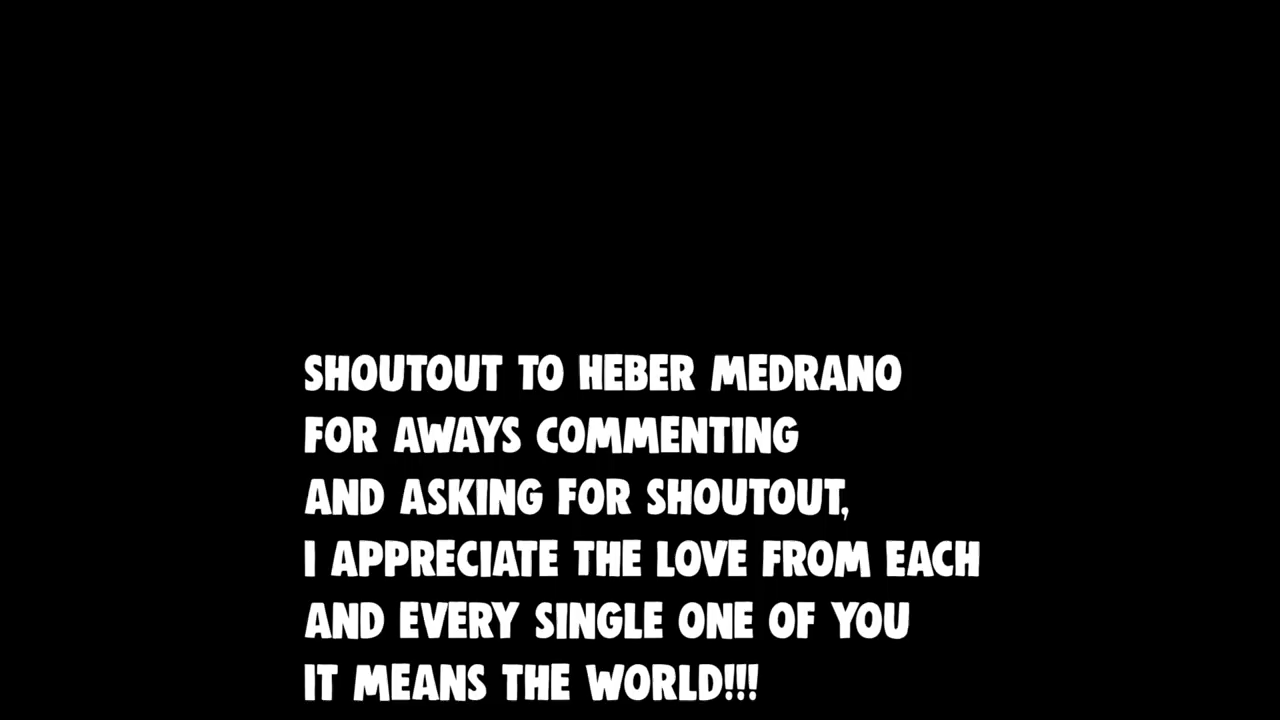 SHOUTOUT TO HEBER MEDRANO
FOR AWAYS COMMENTING
AND ASKING FOR SHOUTOUT,
I APPRECIATE THE LOVE FROM EACH
AND EVERY SINGLE ONE OF YOU
IT MEANS THE WORLD!!!